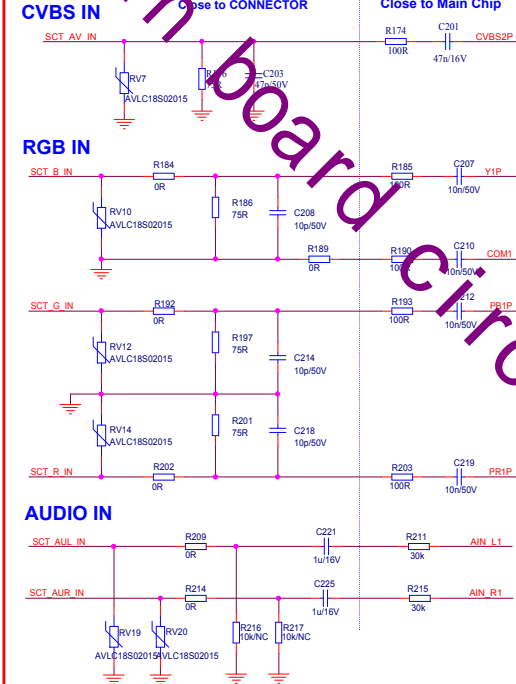 CVBS IN
Close to CONNECTOR
Close to Main Chip
SCT_AV_IN
R174
100R
C201
47n/16V
CVBS2P
RV7
AVLC18S02015
C203
47p/50V
RGB IN
SCT_B_IN
R184
0R
R185
100R
C207
10n/50V
Y1P
RV10
AVLC18S02015
R186
75R
C208
10p/50V
R189
0R
R190
100R
C210
10n/50V
COM1
SCT_G_IN
R192
0R
R193
100R
C212
10n/50V
PB1P
RV12
AVLC18S02015
R197
75R
C214
10p/50V
RV14
AVLC18S02015
R201
75R
C218
10p/50V
SCT_R_IN
R202
0R
R203
100R
C219
10n/50V
PR1P
AUDIO IN
SCT_AUL_IN
R209
0R
C221
1u/16V
R211
30k
AIN_L1
SCT_AUR_IN
R214
0R
C225
1u/16V
R215
30k
AIN_R1
RV19
AVLC18S02015
RV20
AVLC18S02015
R216
10k/NC
R217
10k/NC
board